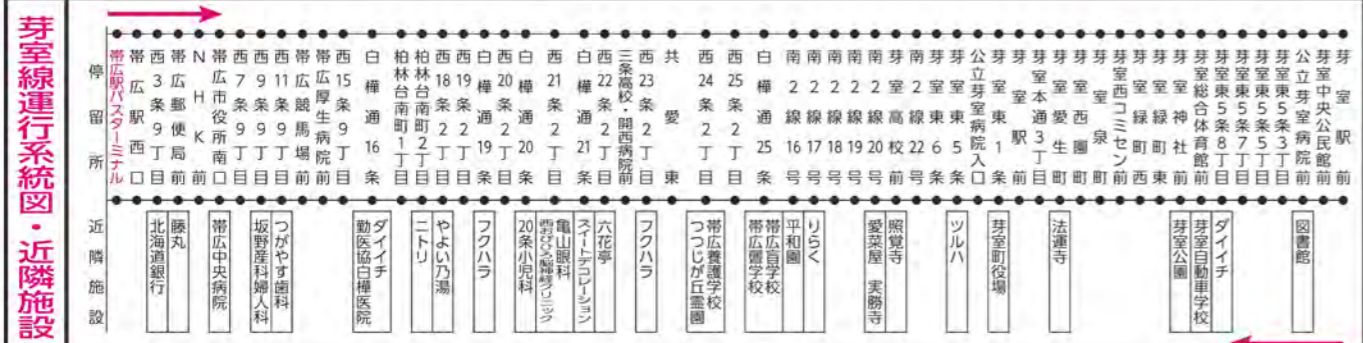 芽室線運行系統図・近隣施設
停留所
帯広駅バスターミナル
帯広駅西口
西3条9丁目
帯広郵便局前
NHK前
帯広市役所南口
西7条9丁目
西9条9丁目
西11条9丁目
帯広競馬場前
帯広厚生病院前
西15条9丁目
白樺通16条
柏林台南町1丁目
柏林台南町2丁目
西18条2丁目
西19条2丁目
白樺通19条
西20条2丁目
白樺通20条
西21条2丁目
白樺通21条
西22条2丁目
三条高校・開西病院前
西23条2丁目
共愛東
西24条2丁目
西25条2丁目
白樺通25条
南2線16号
南2線17号
南2線18号
南2線19号
南2線20号
芽室高校前
南2線22号
芽室東6条
芽室東5条
公立芽室病院入口
芽室東1条
芽室駅前
芽室本通3丁目
芽室愛生町
芽室西園町
芽室泉町
芽室西コミセン前
芽室緑町西
芽室緑町東
芽室神社前
芽室総合体育館前
芽室東5条8丁目
芽室東5条7丁目
芽室東5条5丁目
芽室東5条3丁目
公立芽室病院前
芽室中央公民館前
芽室駅前
近隣施設
北海道銀行
藤丸
帯広中央病院
坂野産科婦人科
つがやす歯科
ダイイチ
勤医協白樺医院
ニトリ
やよい乃湯
フクハラ
20条小児科
亀山眼科
西おびひろ脳神経クリニック
スイートデコレーション
六花亭
フクハラ
帯広養護学校
つつじが丘霊園
帯広盲学校
帯広聾学校
平和園
りらく
愛菜屋 実勝寺
照覚寺
ツルハ
芽室町役場
法運寺
芽室公園
芽室自動車学校
ダイイチ
図書館